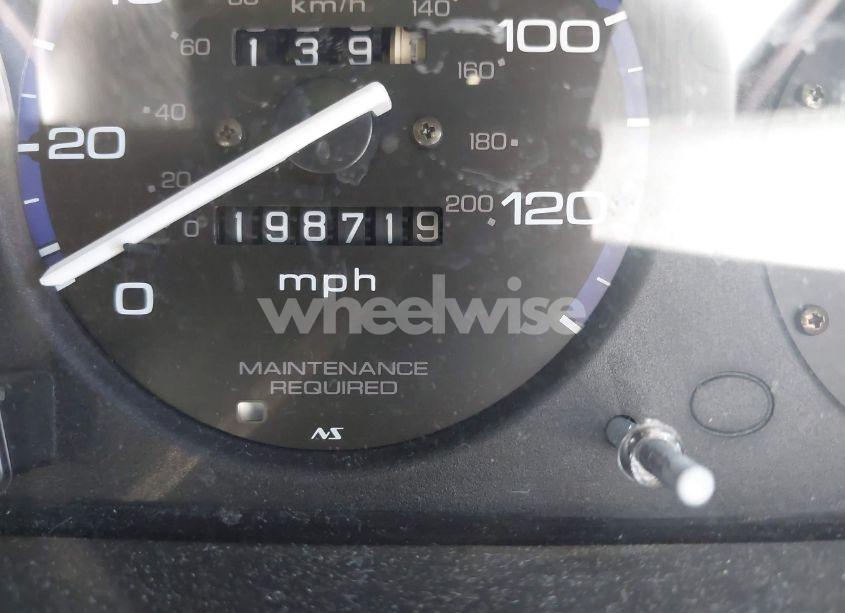 km/h
140
60
139
100
160
40
20
180
20
200
120
0
198719
mph
0
wheelwise
MAINTENANCE
REQUIRED
NS